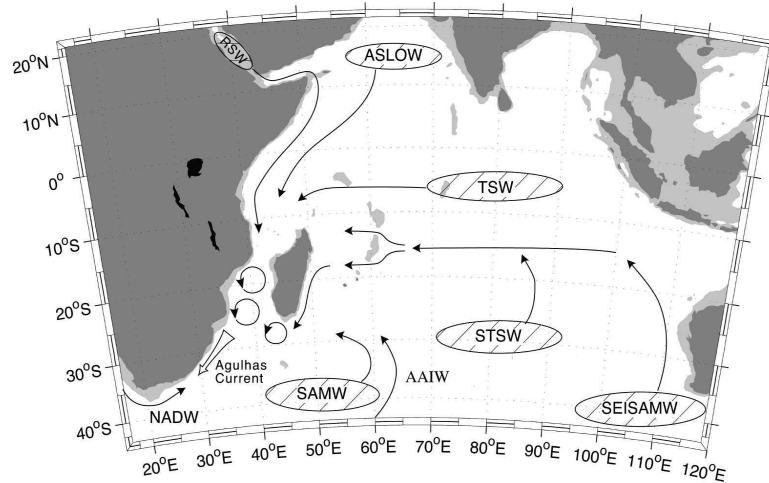 RSW
ASLOW
20°N
10°N
0°
TSW
10°S
20°S
STSW
Agulhas
Current
AAIW
30°S
SAMW
SEISAMW
NADW
40°S
20°E
30°E
40°E
50°E
60°E
70°E
80°E
90°E
100°E
110°E
120°E